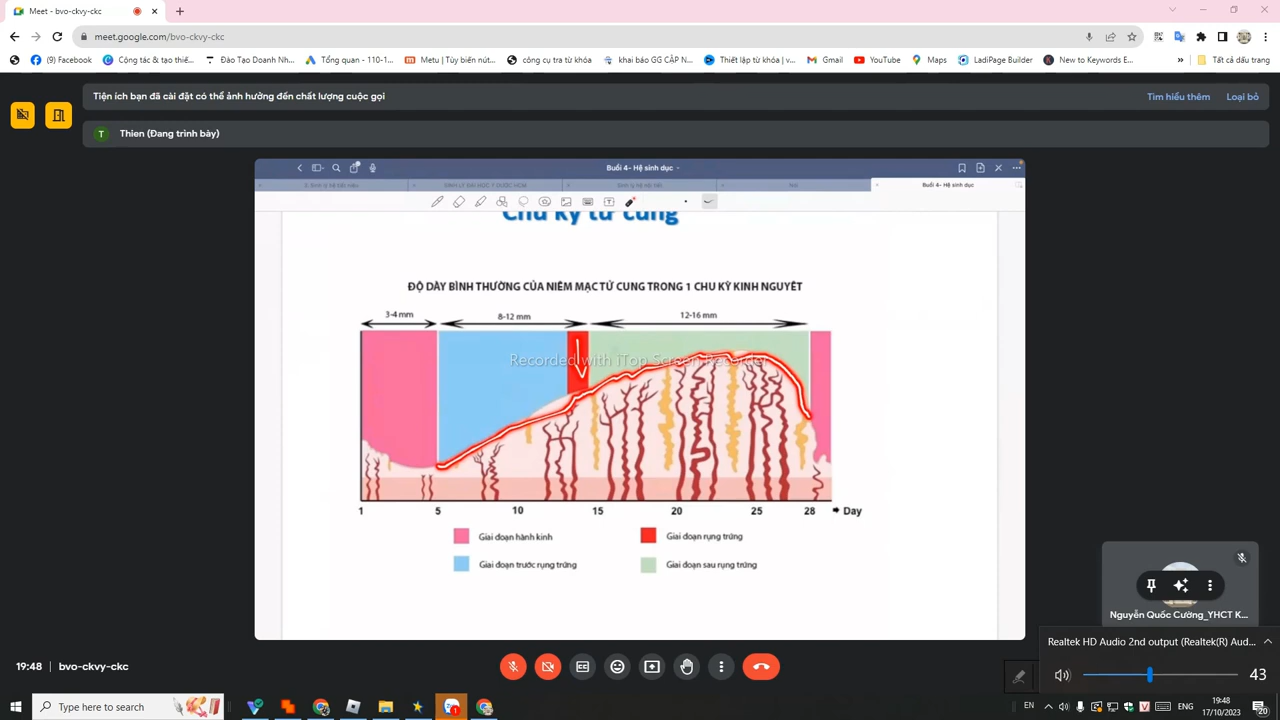 Meet - bvo-ckvy-ckc
meet.google.com/bvo-ckvy-ckc
(9) Facebook
Công tác & tạo thiế...
Đào Tạo Doanh Nh...
Tổng quan - 110-1...
Metu | Tùy biến nút...
công cụ tra từ khóa
khai báo GG CẶP N...
Thiết lập từ khóa | v...
Gmail
YouTube
Maps
LadiPage Builder
New to Keywords E...
Tất cả dấu trang
Tiện ích bạn đã cài đặt có thể ảnh hưởng đến chất lượng cuộc gọi
Tìm hiểu thêm
Loại bỏ
T
Thien (Đang trình bày)
Buổi 4- Hệ sinh dục
Buổi 4- Hệ sinh dục
Chu kỳ tử cung
ĐỘ DÀY BÌNH THƯỜNG CỦA NIÊM MẠC TỬ CUNG TRONG 1 CHU KỲ KINH NGUYỆT
3-4 mm
8-12 mm
12-16 mm
Recorded with iTop Screen Recorder
1 5 10 15 20 25 28 Day
Giai đoạn hành kinh
Giai đoạn rụng trứng
Giai đoạn trước rụng trứng
Giai đoạn sau rụng trứng
Nguyễn Quốc Cường_YHCT K...
Realtek HD Audio 2nd output (Realtek(R) Aud...
43
19:48
bvo-ckvy-ckc
Type here to search
EN
ENG
19:48
17/10/2023
20